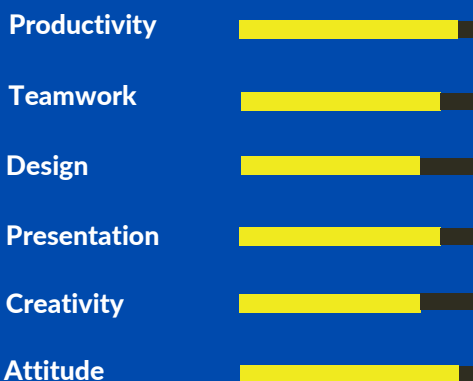 Productivity
Teamwork
Design
Presentation
Creativity
Attitude